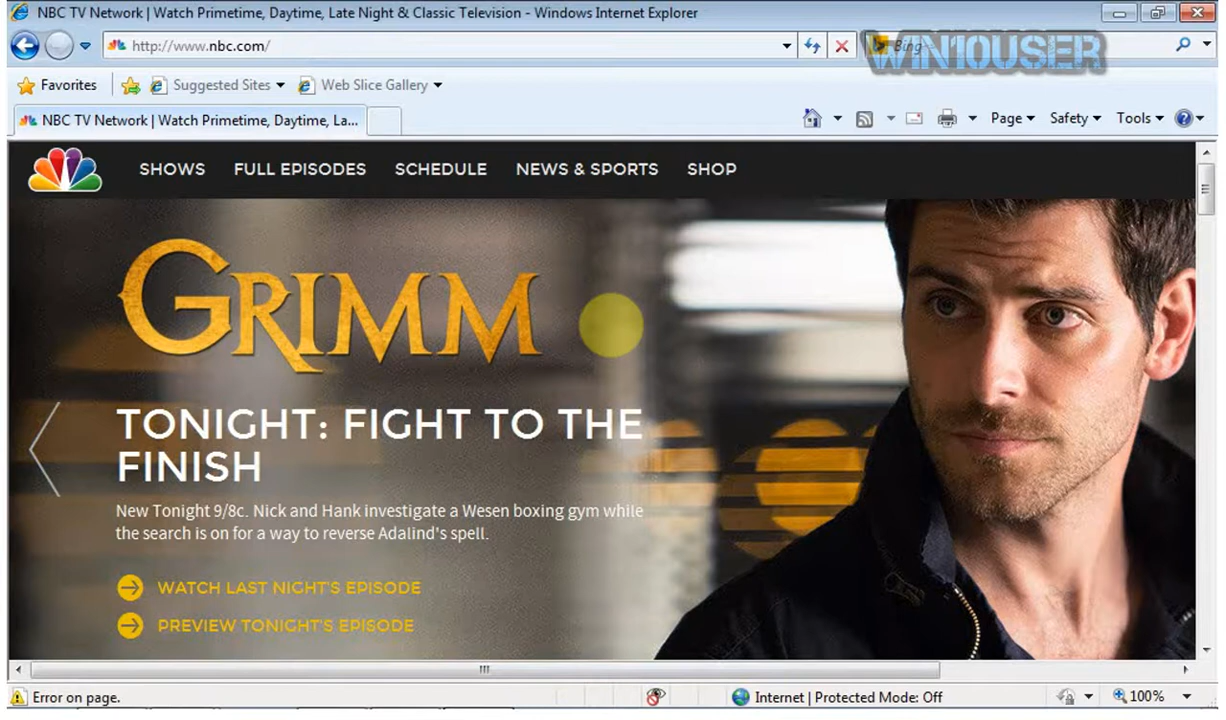 NBC TV Network | Watch Primetime, Daytime, Late Night & Classic Television - Windows Internet Explorer
http://www.nbc.com/
Bing
WIN10USER
Favorites
Suggested Sites
Web Slice Gallery
NBC TV Network | Watch Primetime, Daytime, La...
Page
Safety
Tools
SHOWS
FULL EPISODES
SCHEDULE
NEWS & SPORTS
SHOP
GRIMM
TONIGHT: FIGHT TO THE
FINISH
New Tonight 9/8c. Nick and Hank investigate a Wesen boxing gym while
the search is on for a way to reverse Adalind's spell.
WATCH LAST NIGHT'S EPISODE
PREVIEW TONIGHT'S EPISODE
Error on page.
Internet | Protected Mode: Off
100%